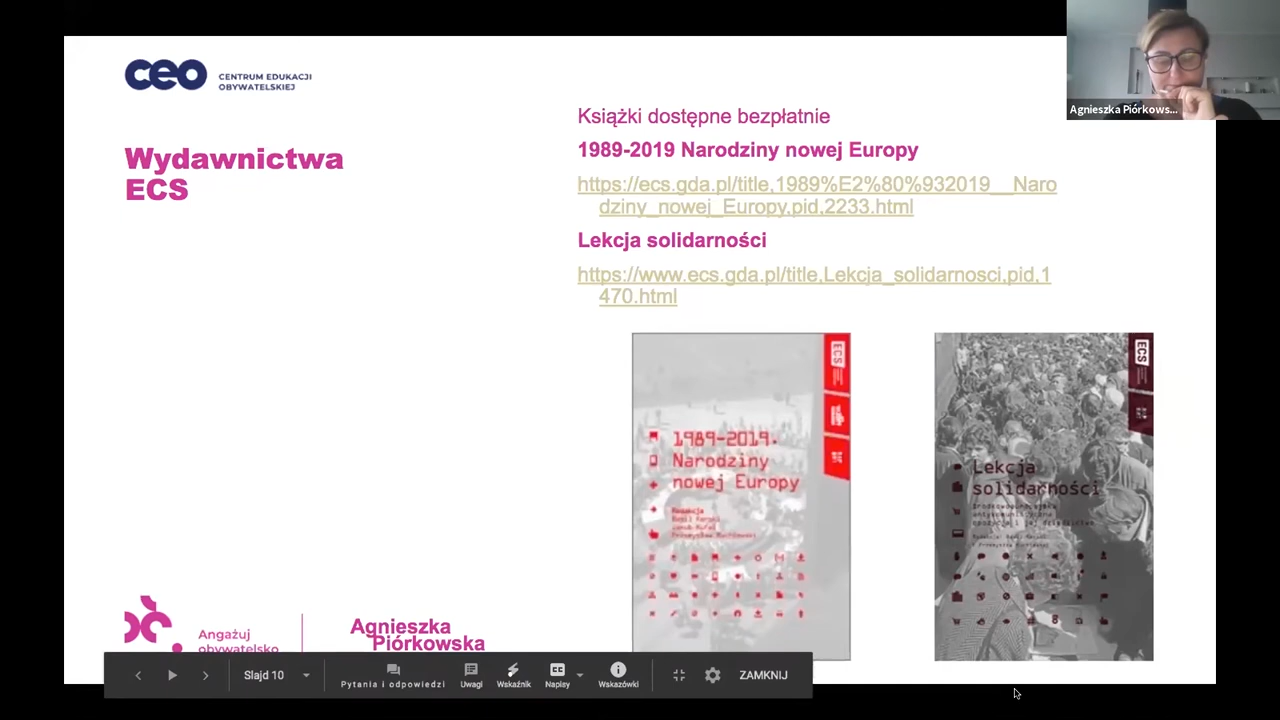 ceo CENTRUM EDUKACJI
OBYWATELSKIEJ
Wydawnictwa
ECS
Książki dostępne bezpłatnie
1989-2019 Narodziny nowej Europy
https://ecs.gda.pl/title,1989%E2%80%932019__Naro
dziny_nowej_Europy,pid,2233.html
Lekcja solidarności
https://www.ecs.gda.pl/title,Lekcja_solidarnosci,pid,1
470.html
Agnieszka Piórkows...
ECS
1989-2019.
Narodziny
nowej Europy
Redakcja
ECS
Lekcja
solidarności
Angażuj
obywatelsko
Agnieszka
Piórkowska
Slajd 10
Pytania i odpowiedzi
Uwagi
Wskaźnik
Napisy
Wskazówki
ZAMKNIJ